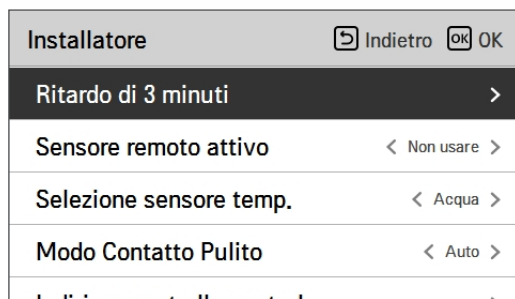 Installatore Indietro OK OK
Ritardo di 3 minuti >
Sensore remoto attivo < Non usare >
Selezione sensore temp. < Acqua >
Modo Contatto Pulito < Auto >